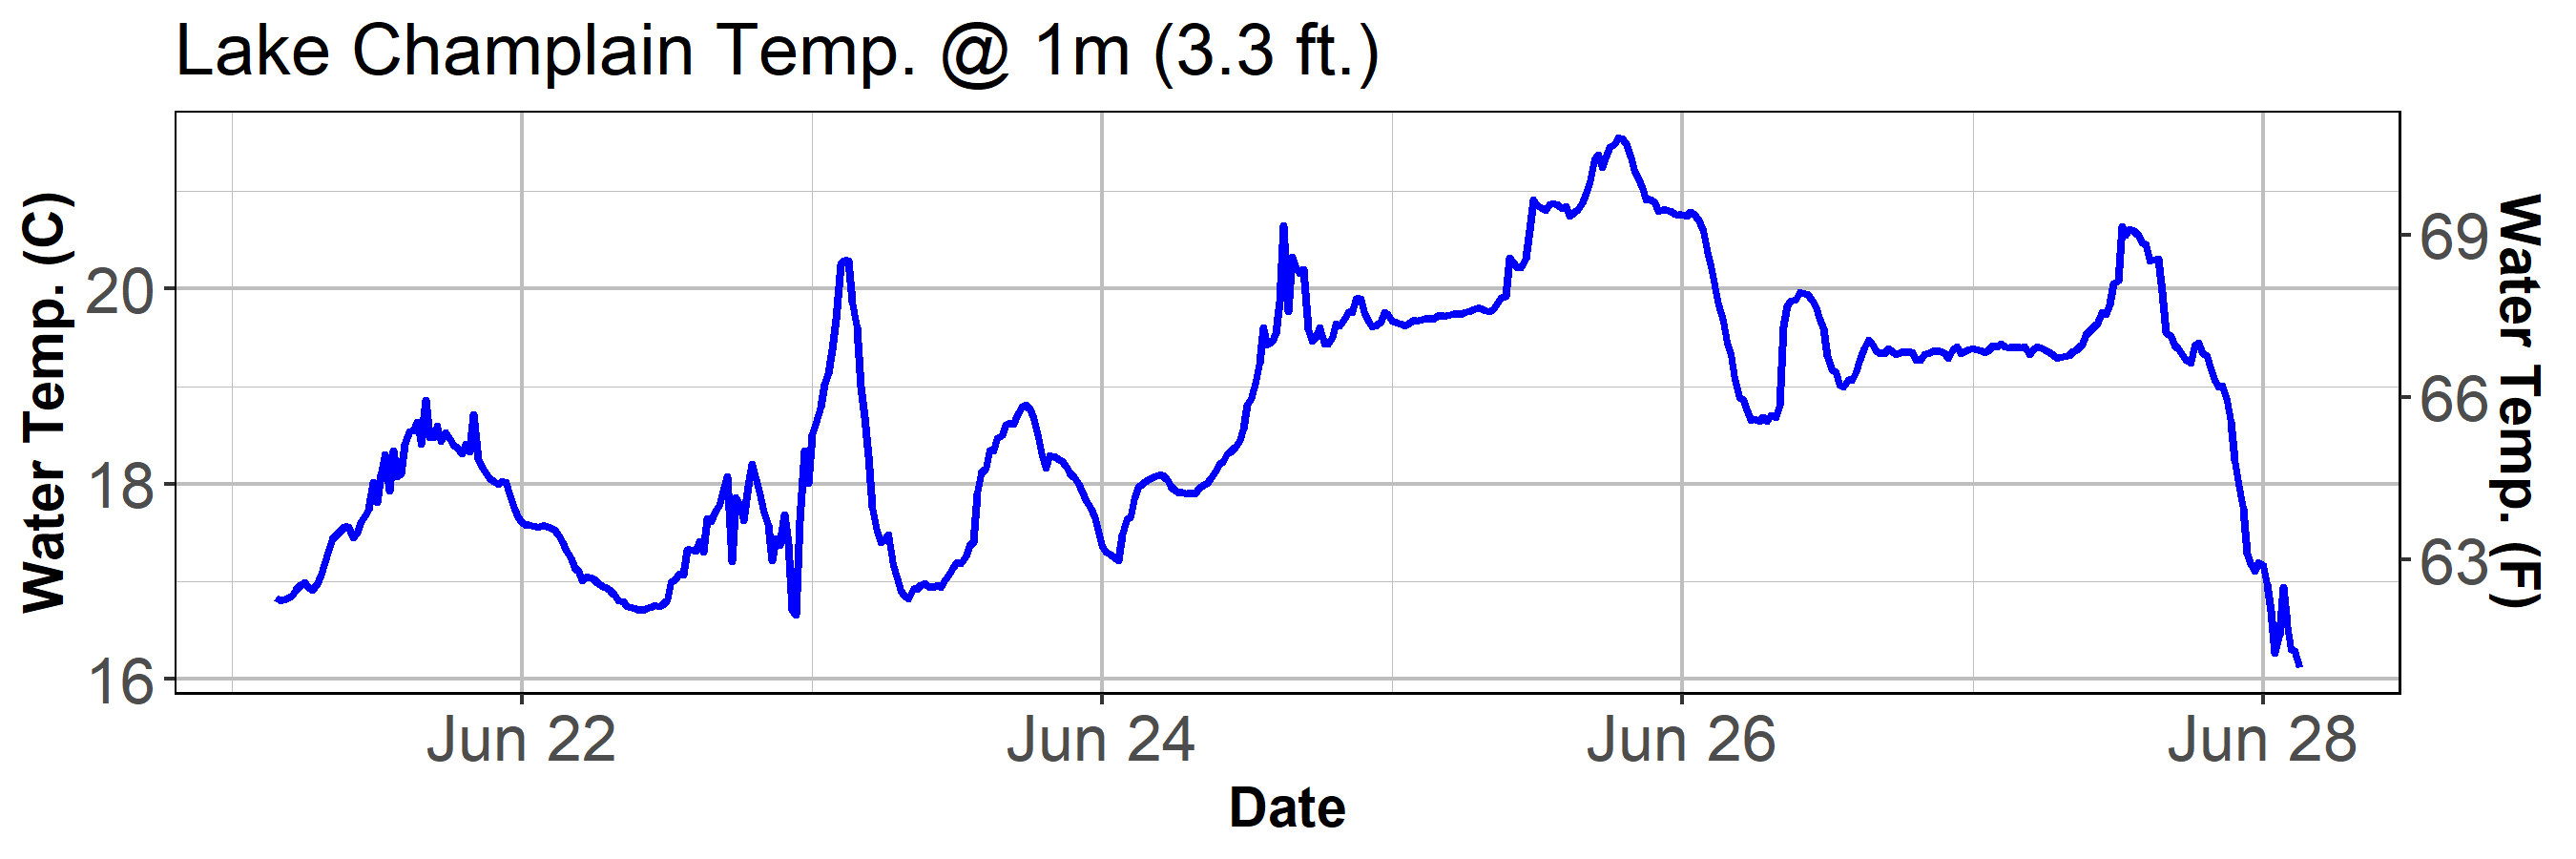 Lake Champlain Temp. @ 1m (3.3 ft.)
Water Temp. (C)
20
18
16
69
66
63
Water Temp. (F)
Jun 22 Jun 24 Jun 26 Jun 28
Date